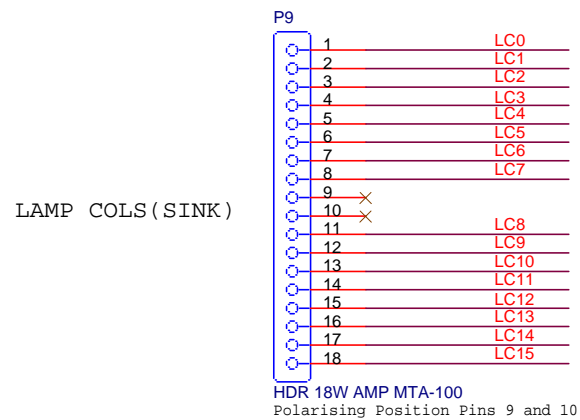 P9
1 LC0
2 LC1
3 LC2
4 LC3
5 LC4
6 LC5
7 LC6
8 LC7
9
10
LAMP COLS(SINK)
11 LC8
12 LC9
13 LC10
14 LC11
15 LC12
16 LC13
17 LC14
18 LC15
HDR 18W AMP MTA-100
Polarising Position Pins 9 and 10